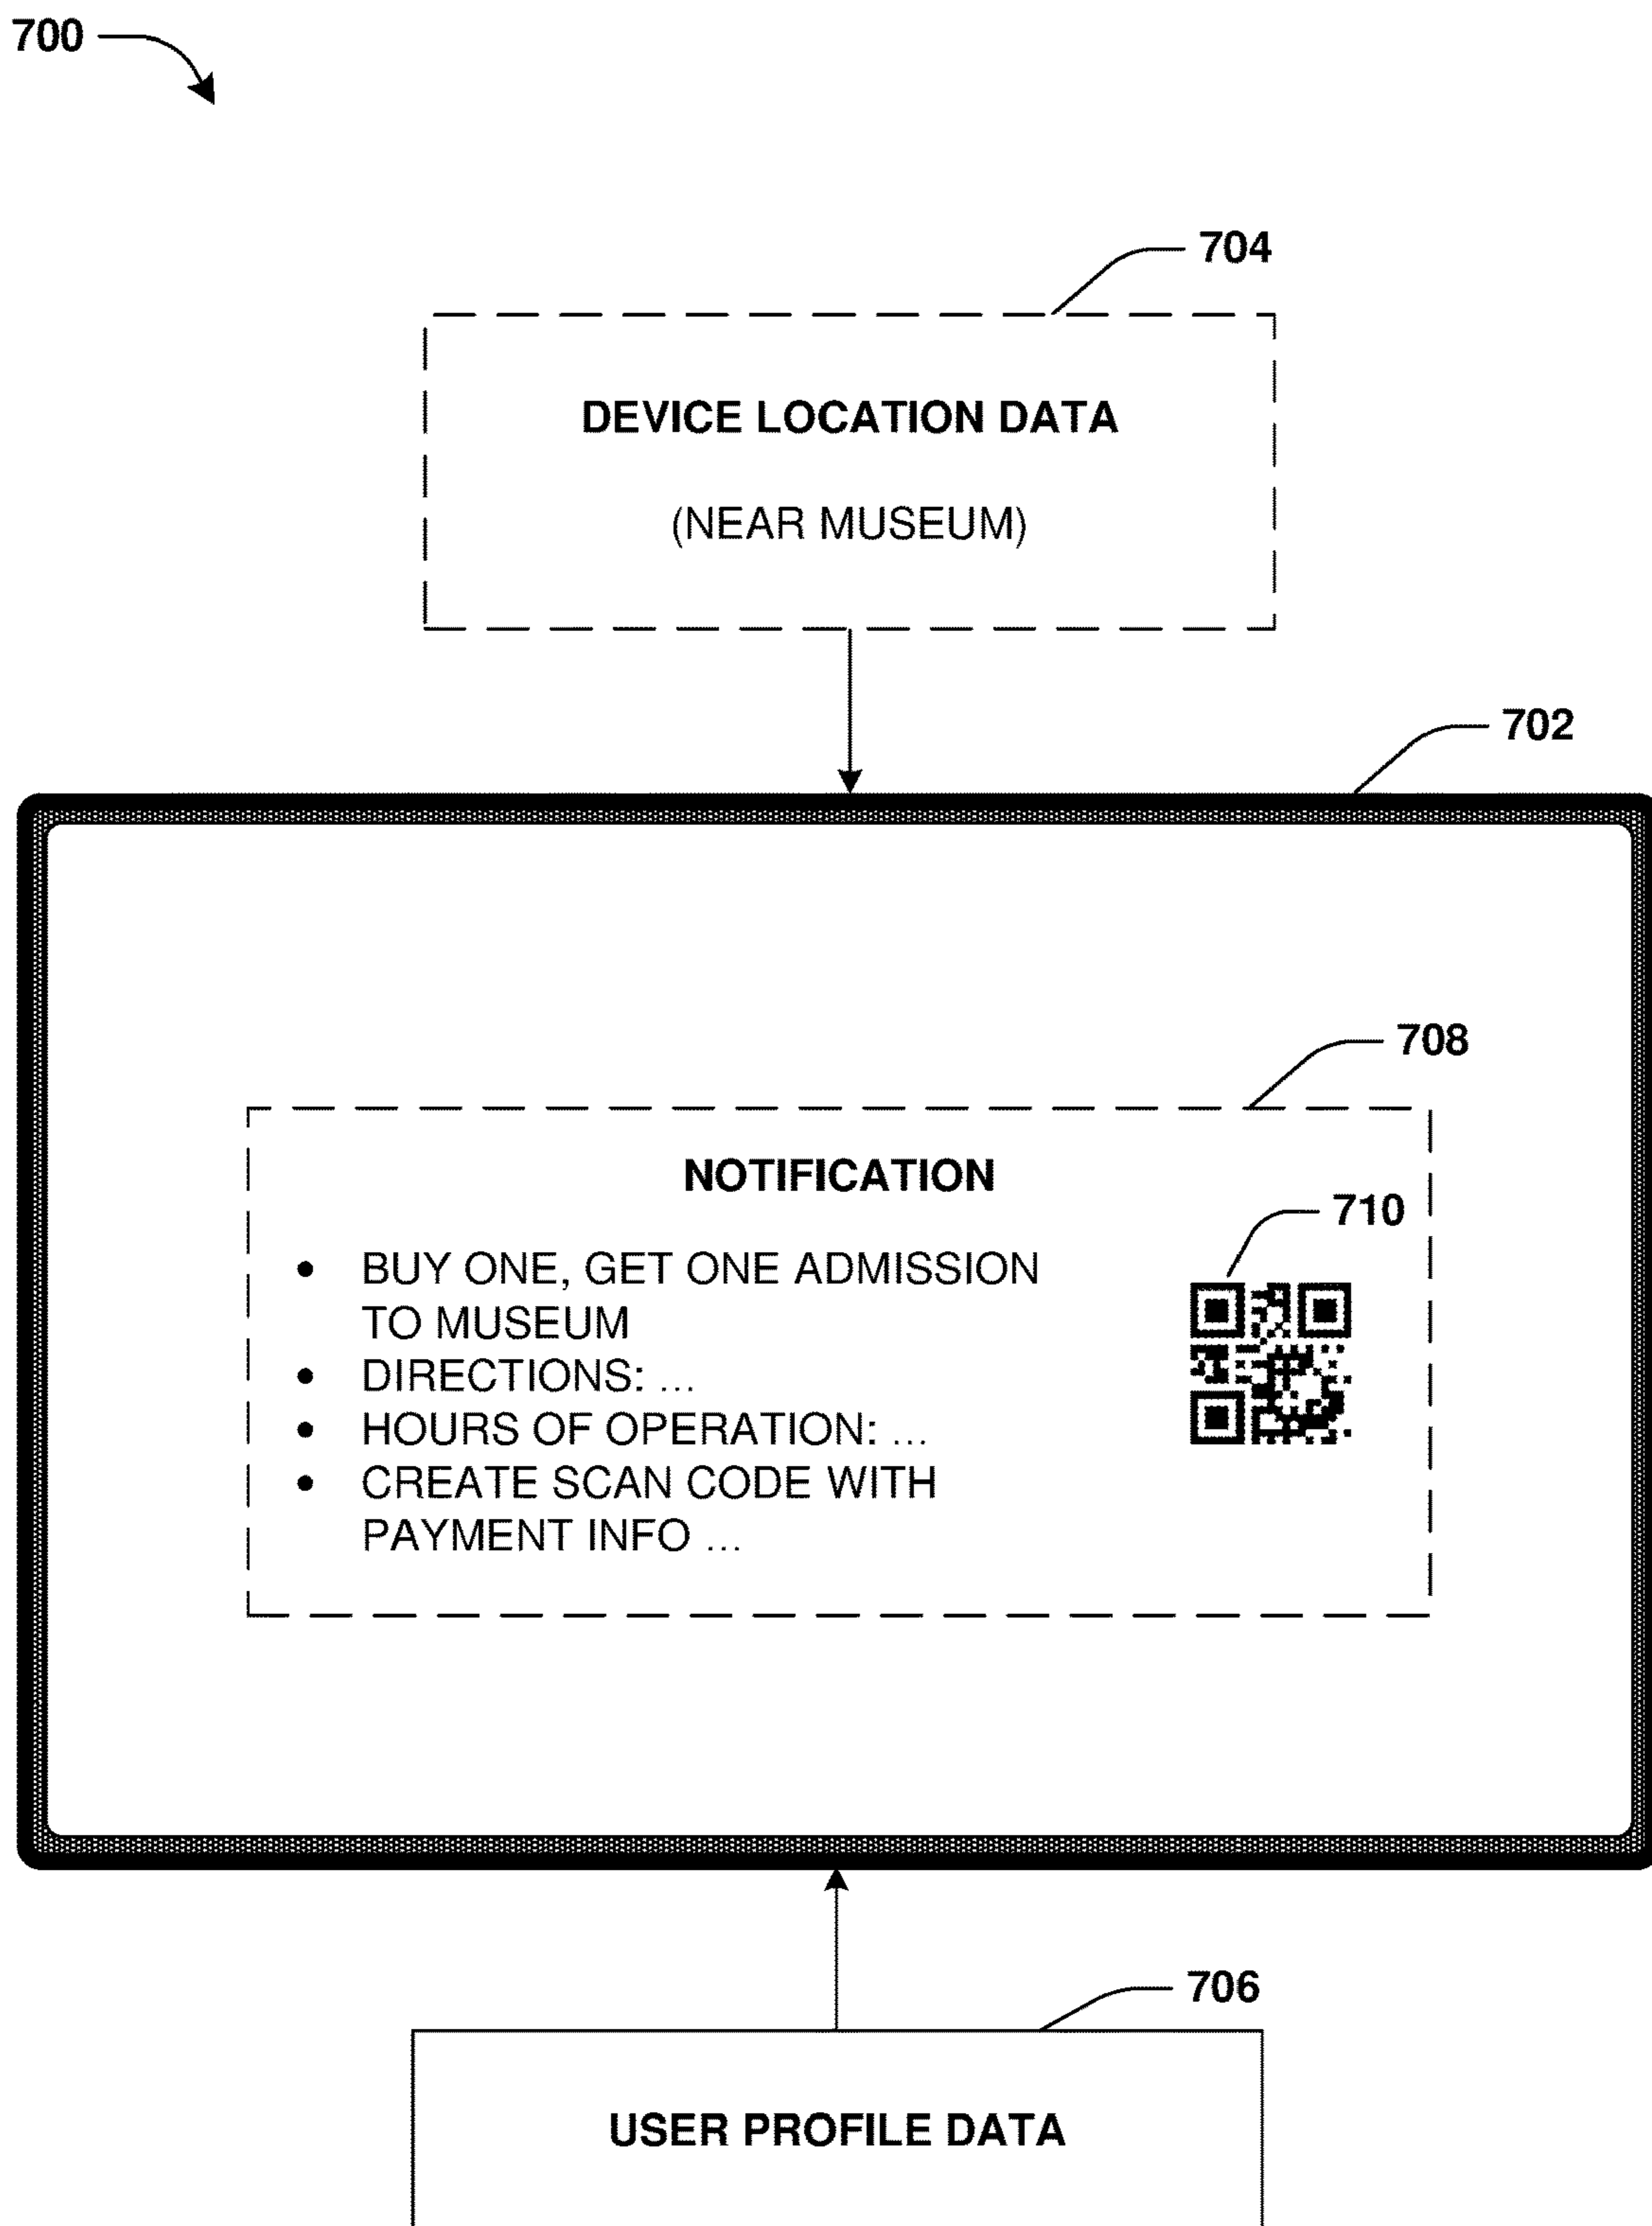 700
704
DEVICE LOCATION DATA
(NEAR MUSEUM)
702
708
NOTIFICATION
710
• BUY ONE, GET ONE ADMISSION
TO MUSEUM
• DIRECTIONS: ...
• HOURS OF OPERATION: ...
• CREATE SCAN CODE WITH
PAYMENT INFO ...
706
USER PROFILE DATA